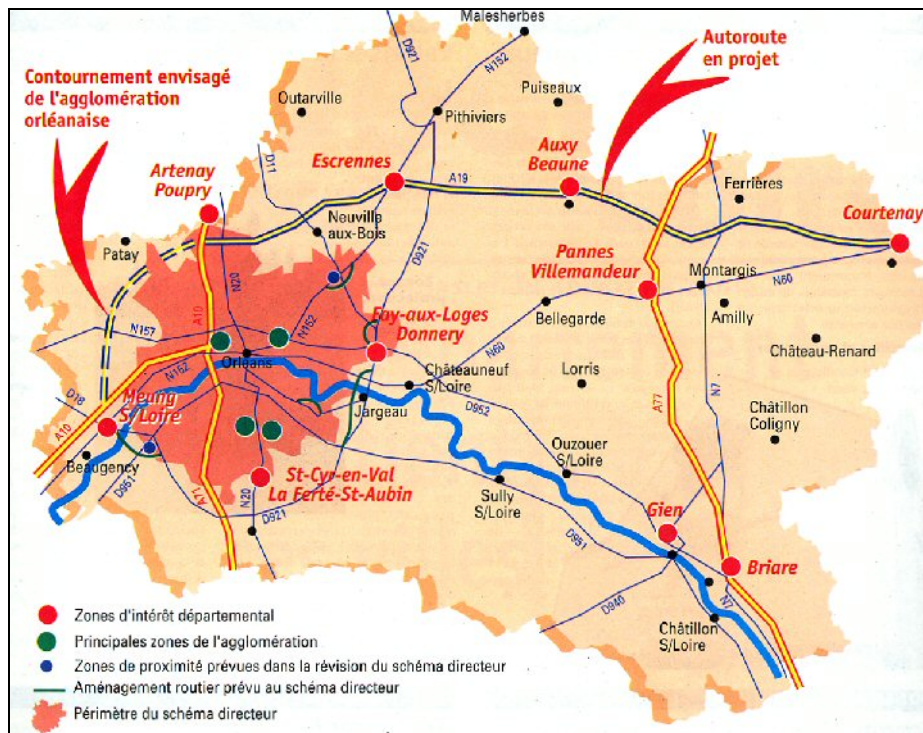 Malesherbes
Autoroute
en projet
Contournement envisagé
de l'agglomération
orléanaise
D921
N152
Outarville
Puiseaux
Pithiviers
Artenay
Poupry
D11
Escrennes
Auxy
Beaune
A19
Ferrières
Courtenay
Neuville
aux-Bois
Patay
N20
D921
Pannes
Villemandeur
Montargis
N60
A10
N157
N152
Fay-aux-Loges
Donnery
Bellegarde
Amilly
Orléans
N60
Châteauneuf
S/Loire
Lorris
Château-Renard
N152
D18
Meung
S/Loire
A10
Jargeau
D952
A77
N7
Châtillon
Coligny
Beaugency
D951
A71
N20
St-Cyr-en-Val
La Ferté-St-Aubin
D921
Ouzouer
S/Loire
Sully
S/Loire
Gien
D951
Briare
D940
N7
Châtillon
S/Loire
Zones d'intérêt départemental
Principales zones de l'agglomération
Zones de proximité prévues dans la révision du schéma directeur
Aménagement routier prévu au schéma directeur
Périmètre du schéma directeur